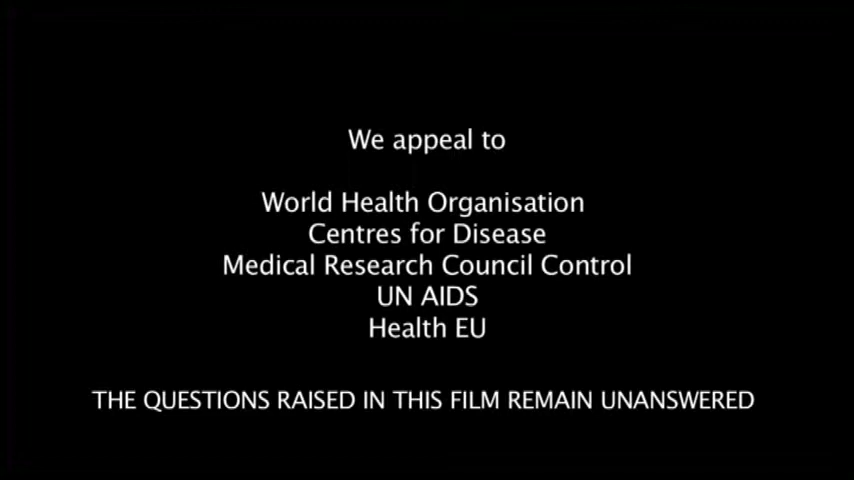 We appeal to
World Health Organisation
Centres for Disease
Medical Research Council Control
UN AIDS
Health EU
THE QUESTIONS RAISED IN THIS FILM REMAIN UNANSWERED